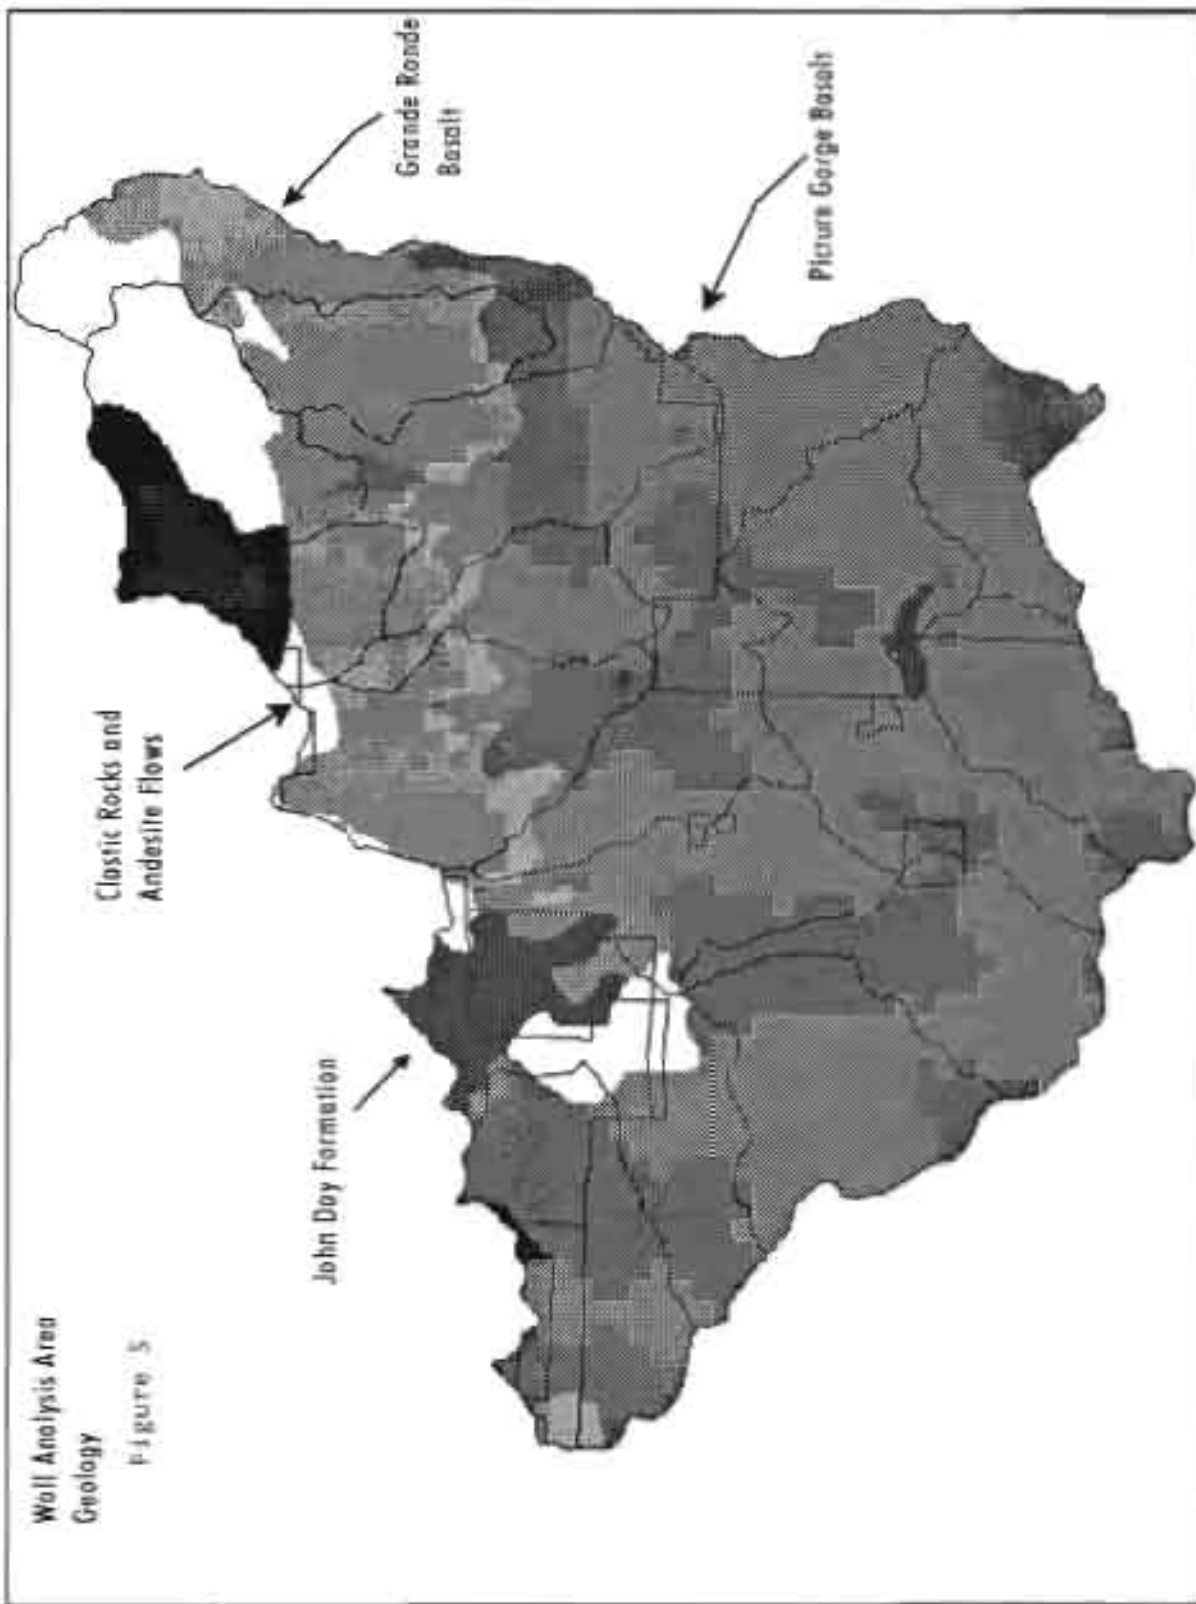 Wall Analysis Area
Geology
Figure 5
John Day Formation
Clastic Rocks and
Andesite Flows
Grande Ronde
Basalt
Picture Gorge Basalt